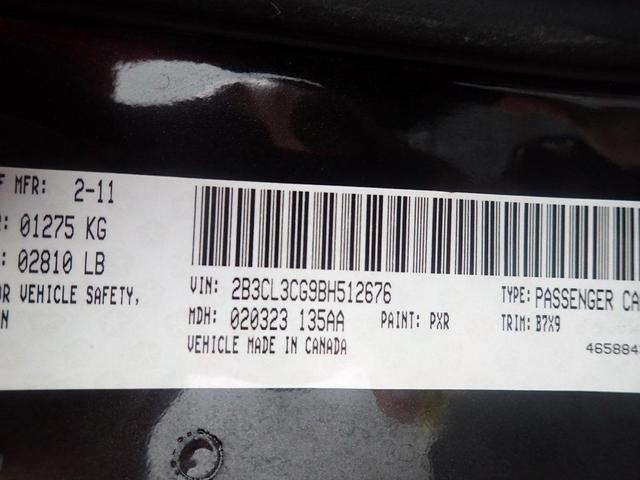 F MFR: 2-11
01275 KG
: 02810 LB
OR VEHICLE SAFETY,
N
VIN: 2B3CL3CG9BH512676
MDH: 020323 135AA PAINT: PXR
VEHICLE MADE IN CANADA
TYPE: PASSENGER CA
TRIM: B7X9
465884